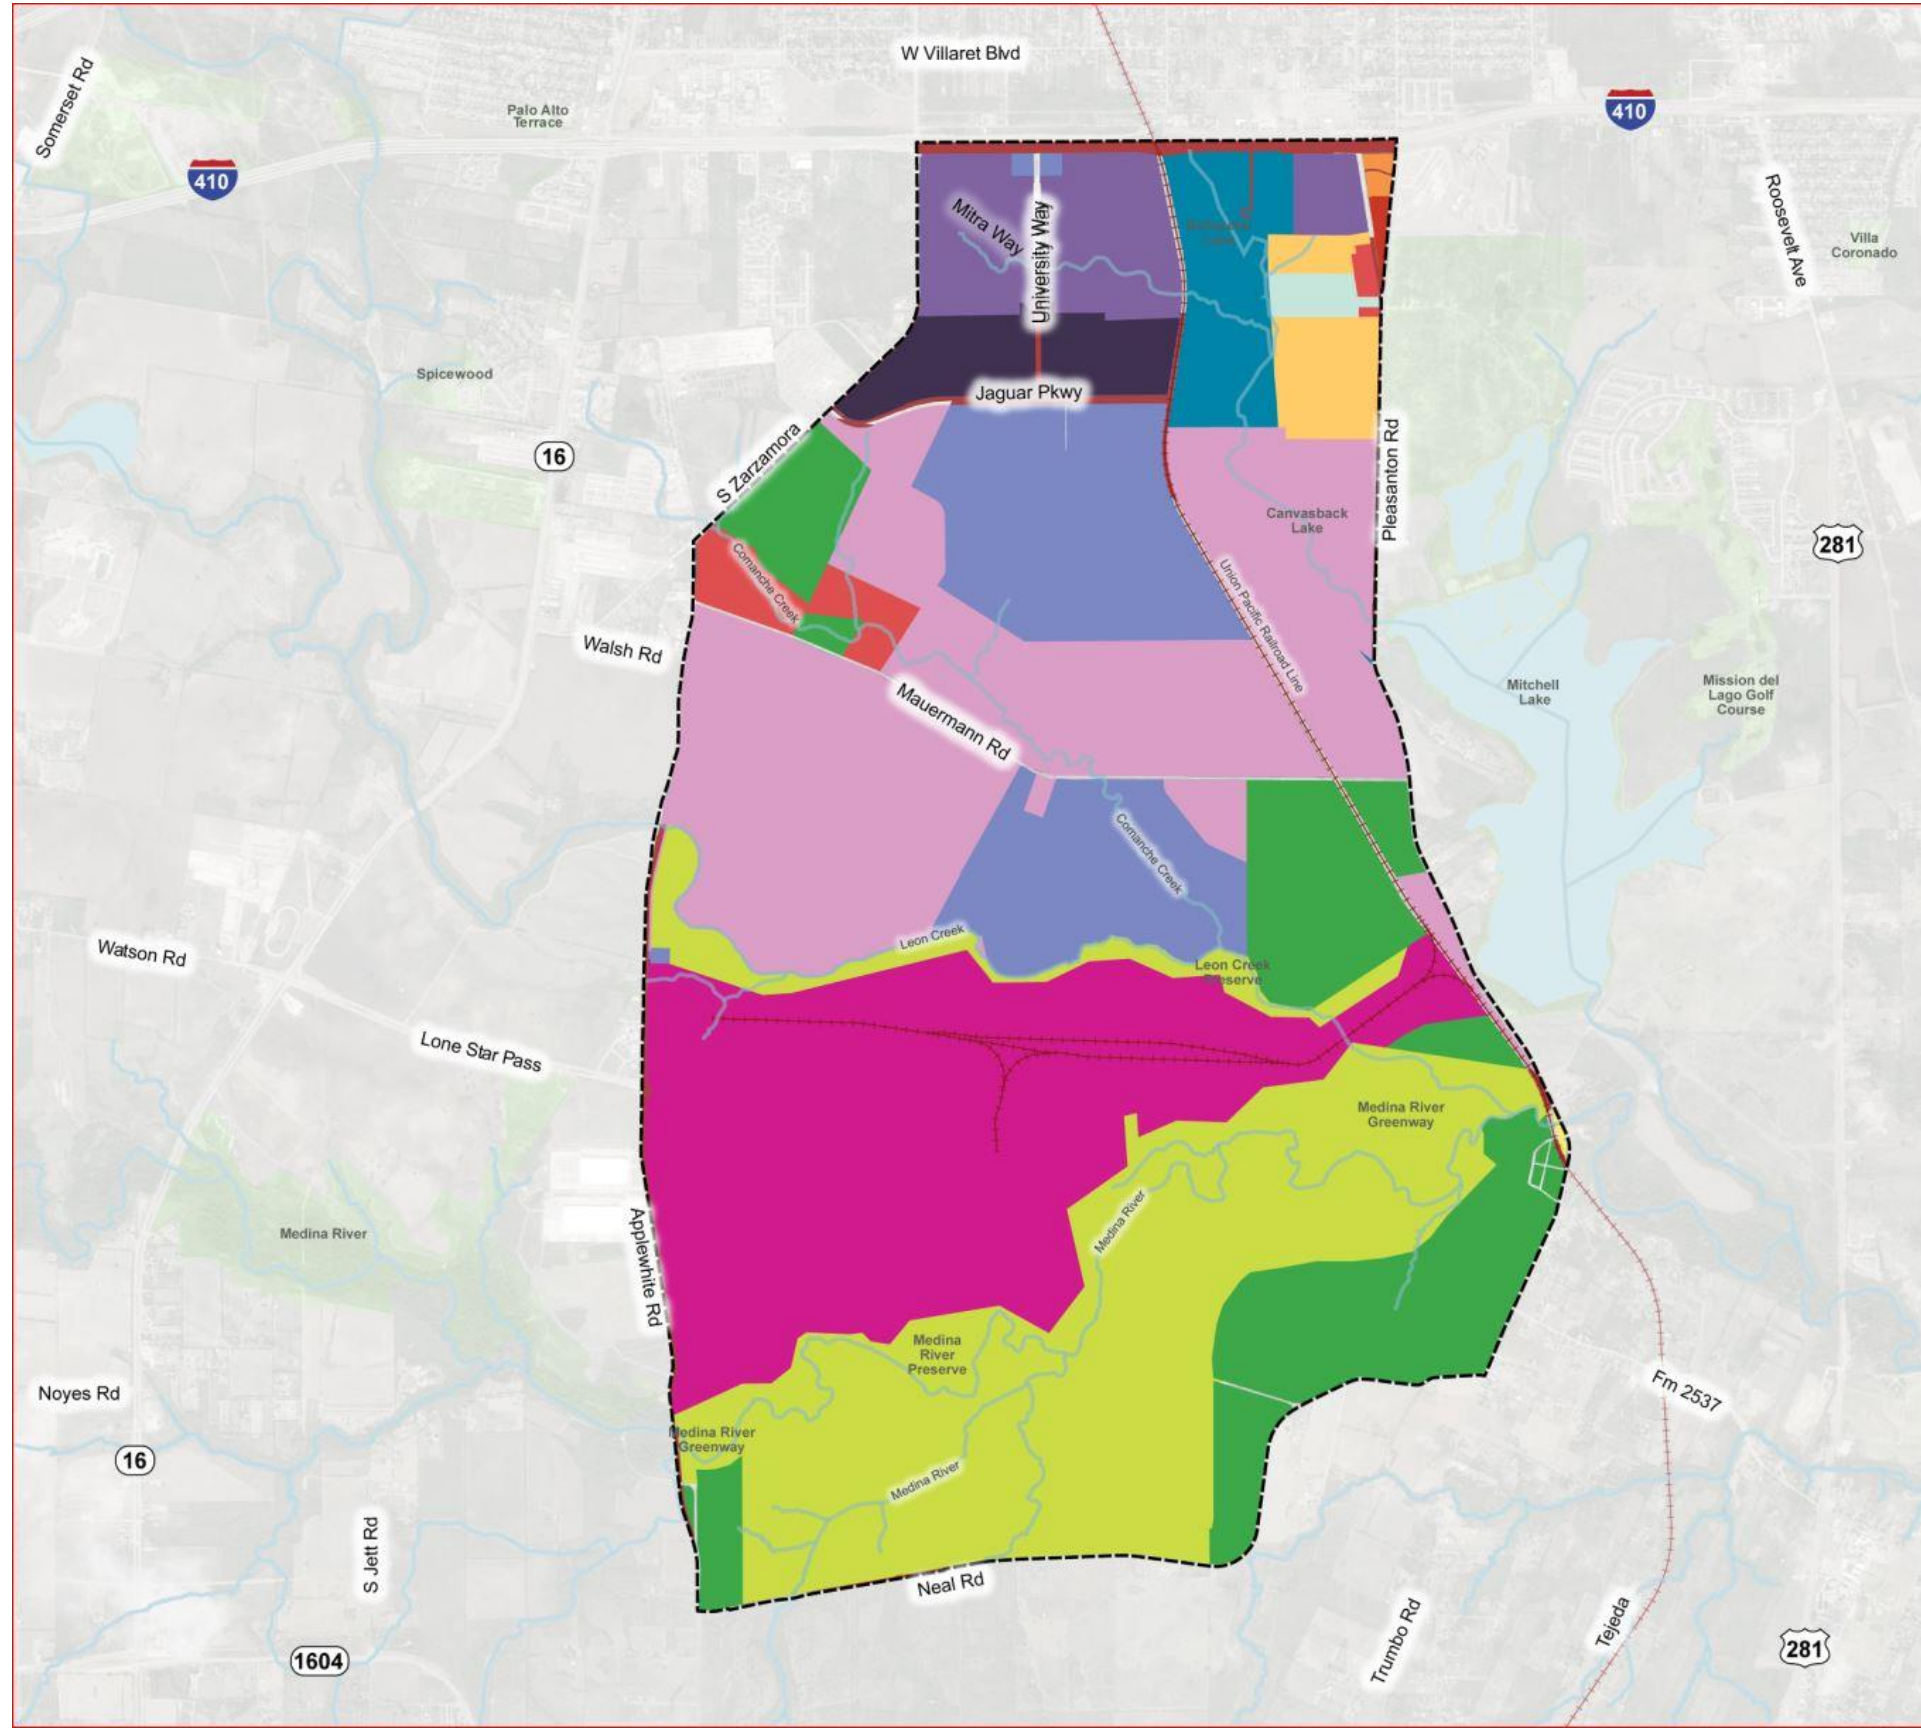 W Villaret Blvd
Somerset Rd
Palo Alto
Terrace
410
410
Roosevelt Ave
Villa
Coronado
Mitra Way
University Way
Spicewood
Jaguar Pkwy
16
S Zarzamora
Pleasanton Rd
Canvasback
Lake
281
Comanche Creek
Union Pacific Railroad Line
Walsh Rd
Mauermann Rd
Mitchell
Lake
Mission del
Lago Golf
Course
Comanche Creek
Leon Creek
Watson Rd
Leon Creek
Preserve
Lone Star Pass
Medina River
Greenway
Medina River
Medina River
Applewhite Rd
Medina
River
Preserve
Noyes Rd
Fm 2537
Medina River
Greenway
16
Medina River
S Jett Rd
Neal Rd
Trumbo Rd
Tejeda
1604
281